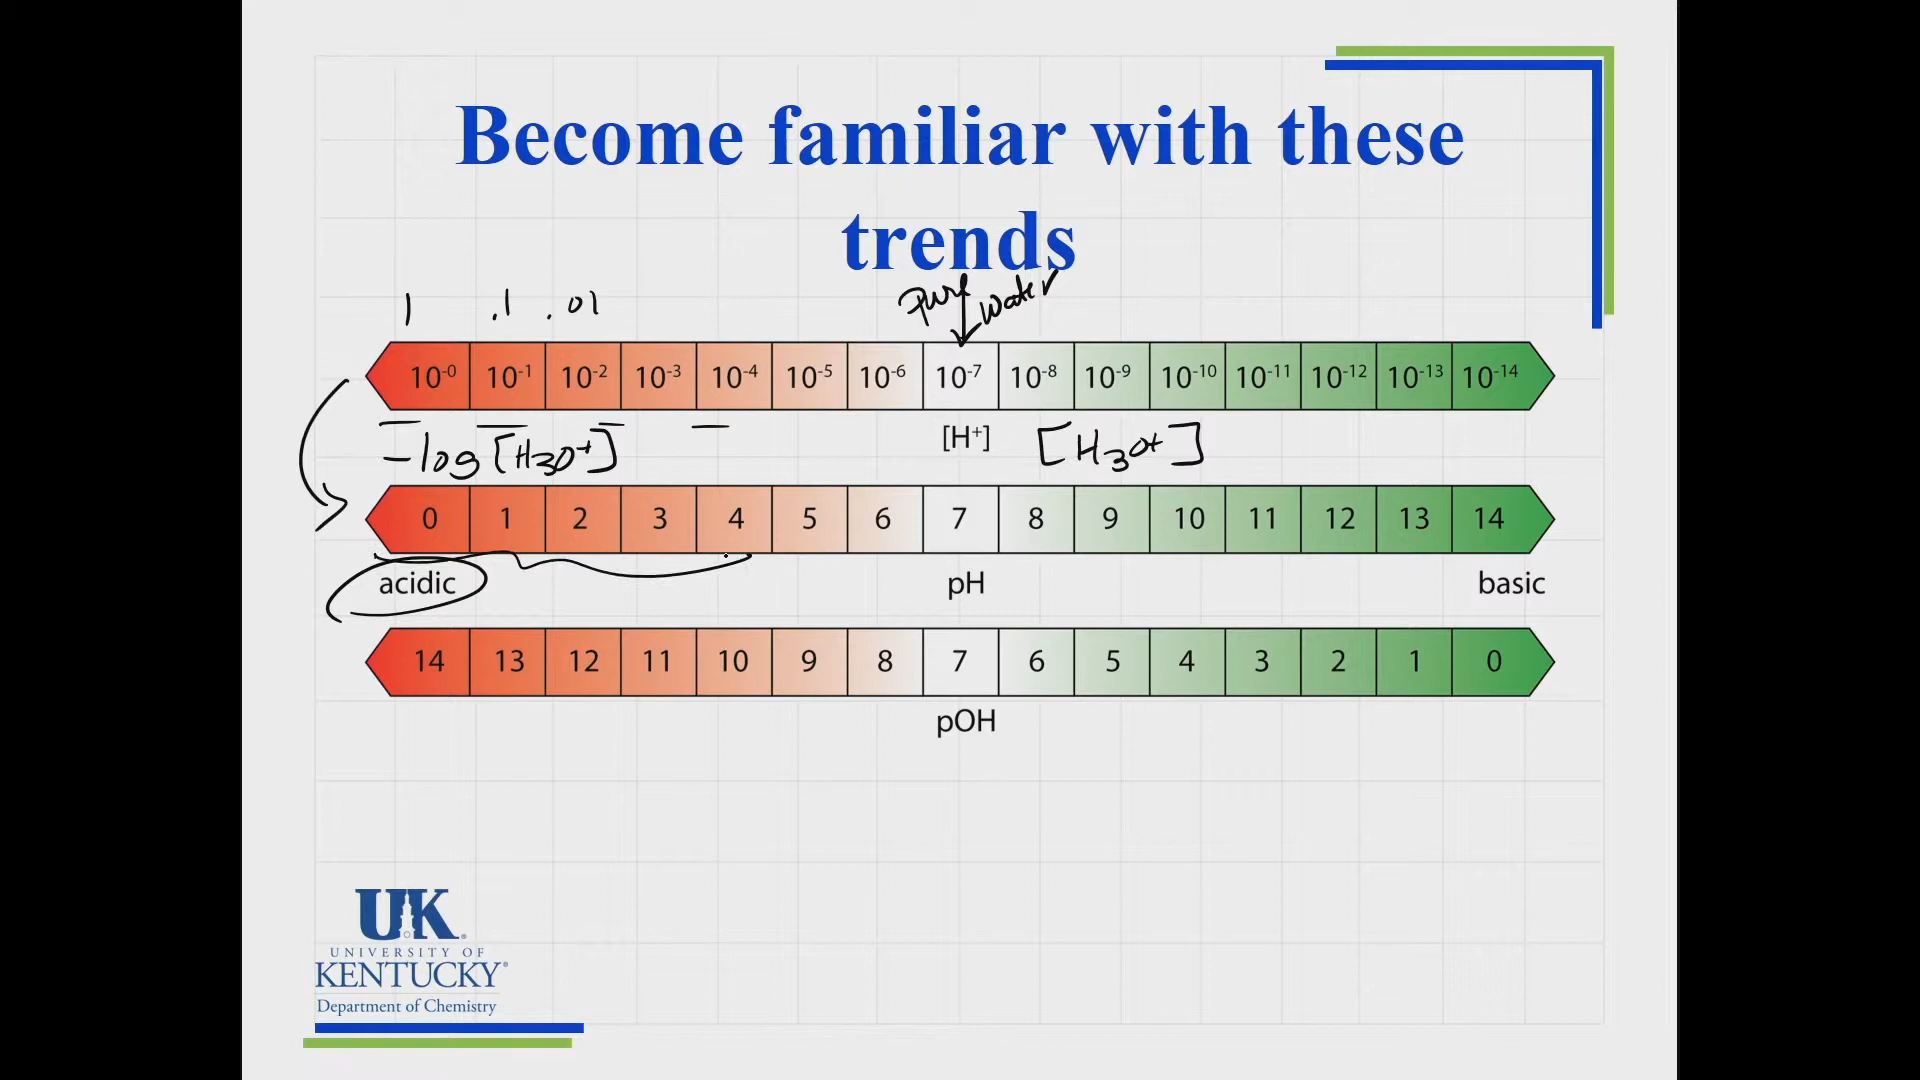 Become familiar with these
trends
1 .1 .01 pure water
10-0 10-1 10-2 10-3 10-4 10-5 10-6 10-7 10-8 10-9 10-10 10-11 10-12 10-13 10-14
-log [H3O+] [H+] [H3O+]
0 1 2 3 4 5 6 7 8 9 10 11 12 13 14
acidic pH basic
14 13 12 11 10 9 8 7 6 5 4 3 2 1 0
pOH
UK
UNIVERSITY OF
KENTUCKY
Department of Chemistry